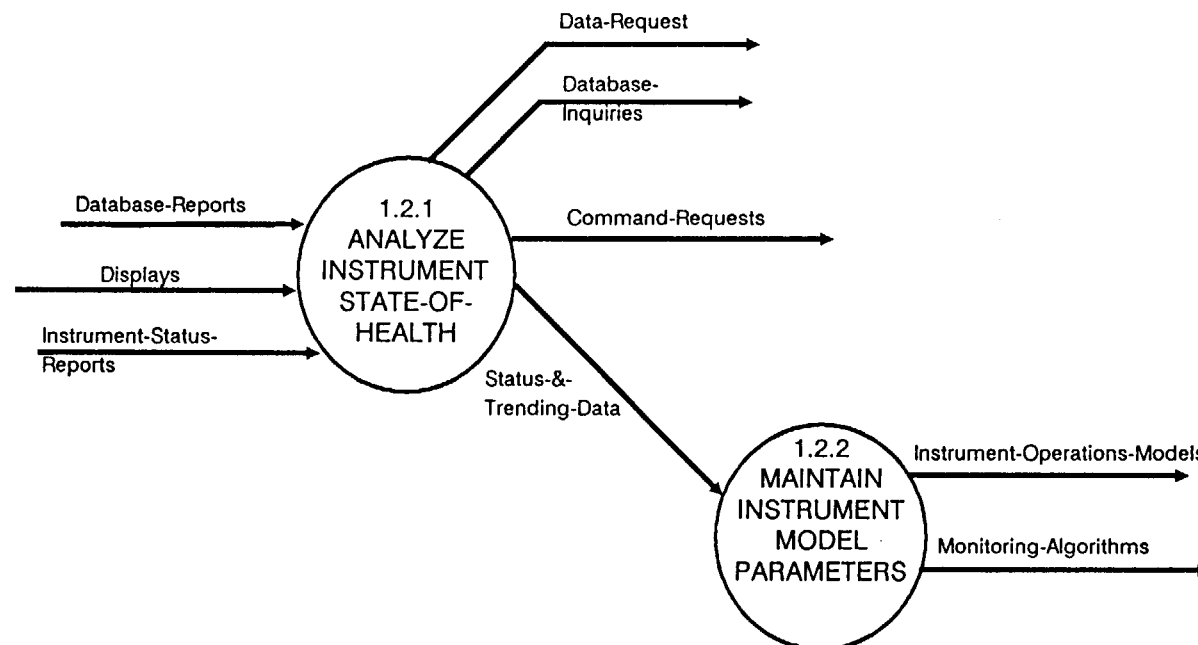 Data-Request
Database-
Inquiries
Database-Reports
Command-Requests
Displays
Instrument-Status-
Reports
1.2.1
ANALYZE
INSTRUMENT
STATE-OF-
HEALTH
Status-&-
Trending-Data
1.2.2
MAINTAIN
INSTRUMENT
MODEL
PARAMETERS
Instrument-Operations-Models
Monitoring-Algorithms